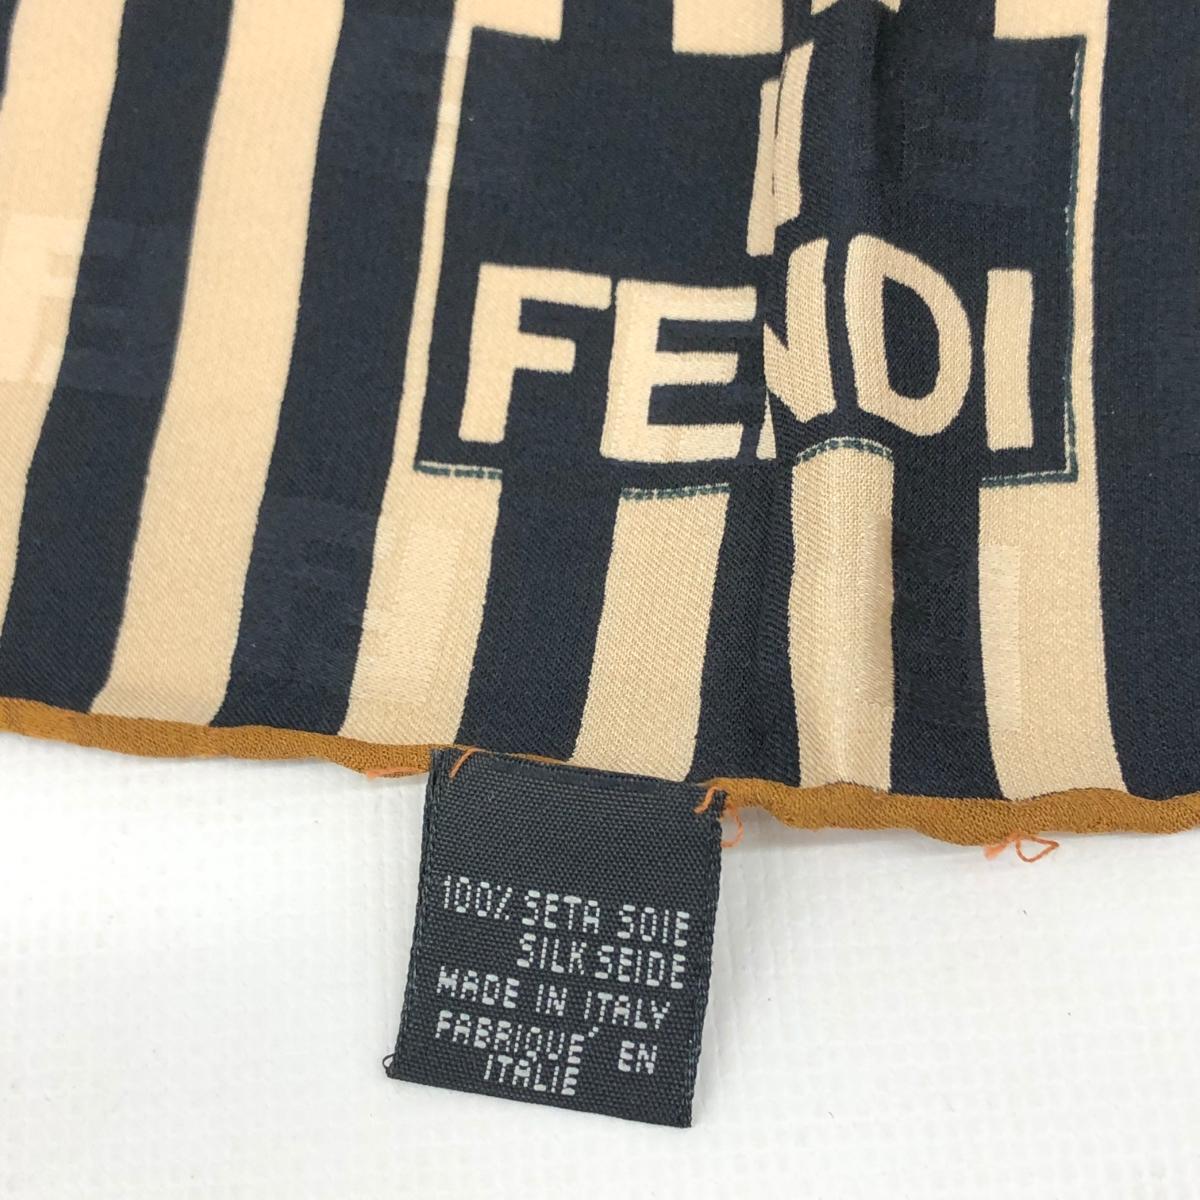 FENDI
100% SETA SOIE
SILK SEIDE
MADE IN ITALY
FABRIQUÉ EN
ITALIE